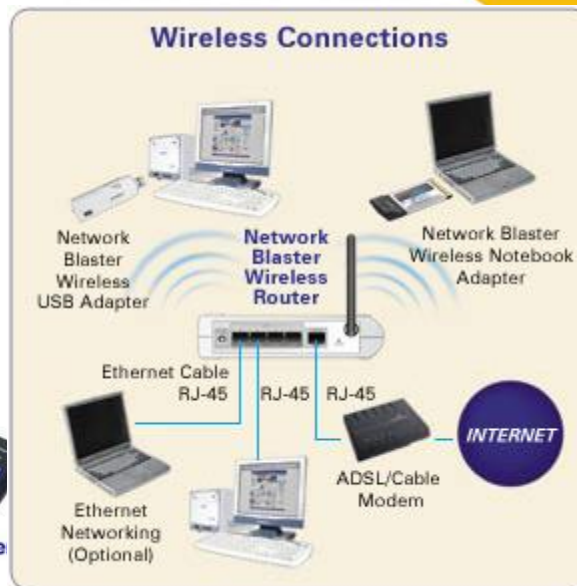 Wireless Connections
Network
Blaster
Wireless
USB Adapter
Network
Blaster
Wireless
Router
Network Blaster
Wireless Notebook
Adapter
Ethernet Cable
RJ-45
RJ-45
RJ-45
INTERNET
ADSL/Cable
Modem
Ethernet
Networking
(Optional)